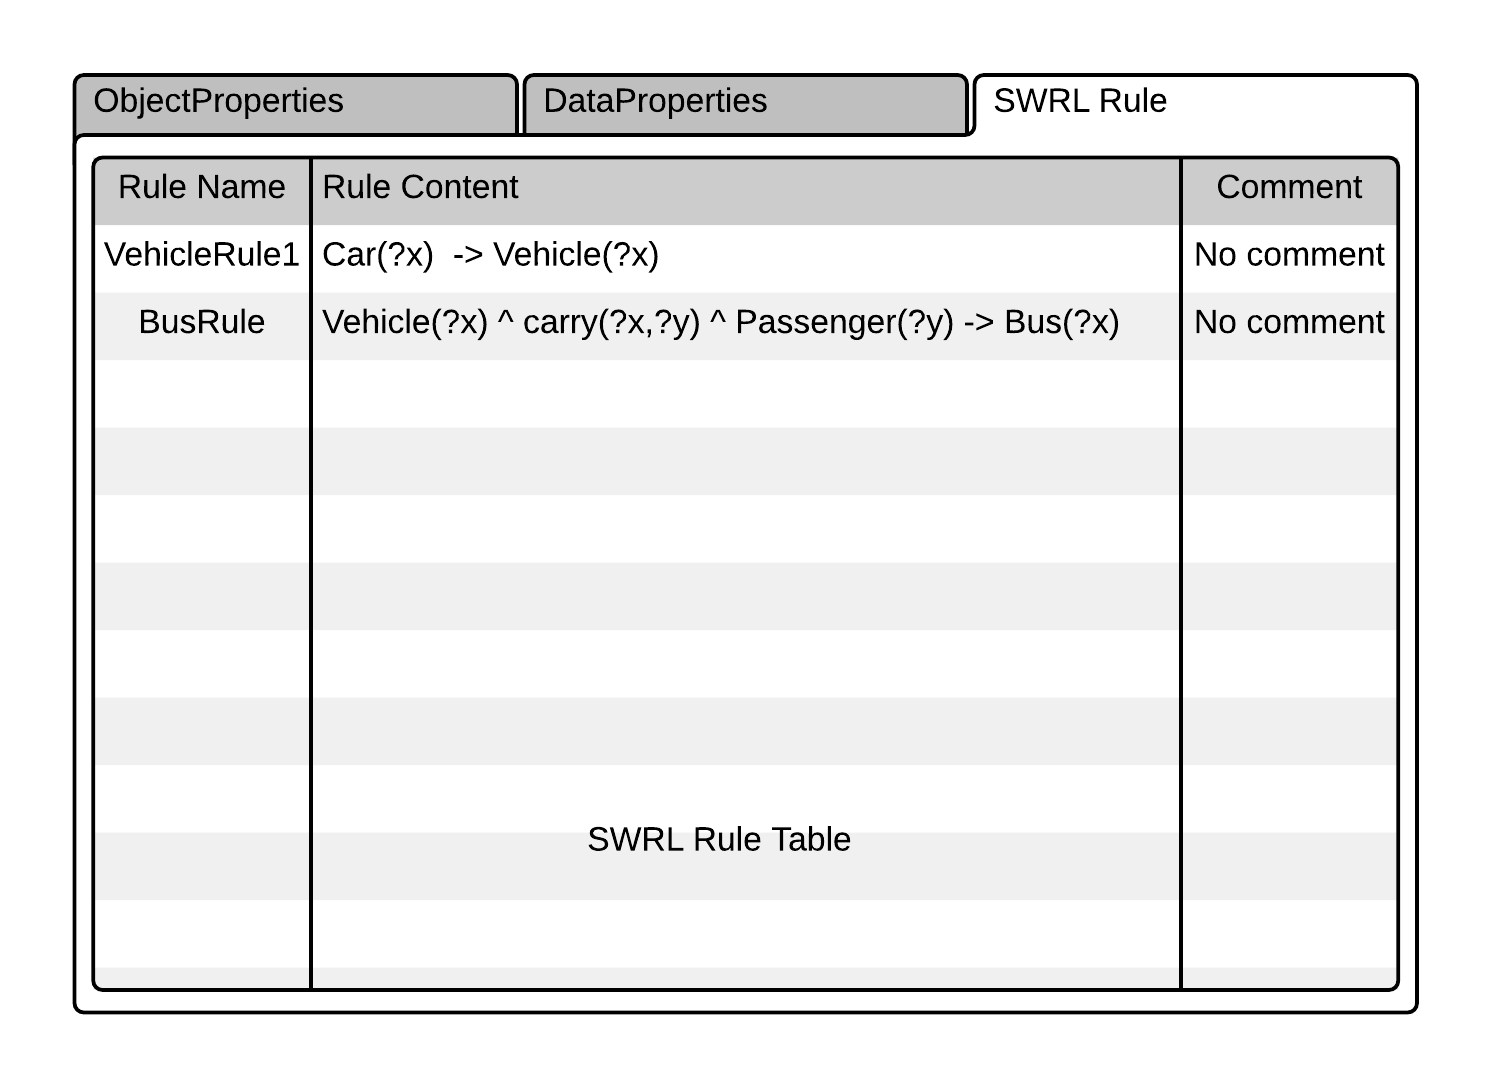 ObjectProperties DataProperties SWRL Rule
Rule Name Rule Content Comment
VehicleRule1 Car(?x)  -> Vehicle(?x) No comment
BusRule Vehicle(?x) ^ carry(?x,?y) ^ Passenger(?y) -> Bus(?x) No comment
SWRL Rule Table